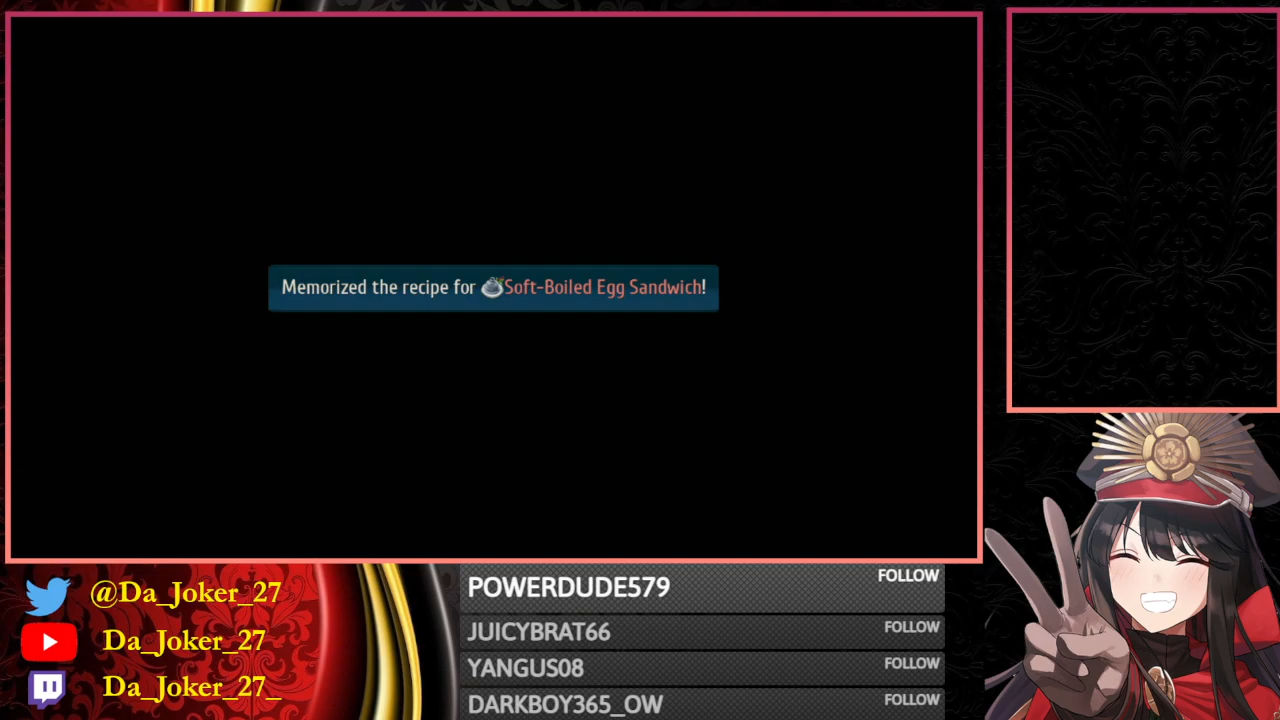 Memorized the recipe for Soft-Boiled Egg Sandwich!
@Da_Joker_27
Da_Joker_27
Da_Joker_27_
POWERDUDE579 FOLLOW
JUICYBRAT66 FOLLOW
YANGUS08 FOLLOW
DARKBOY365_OW FOLLOW